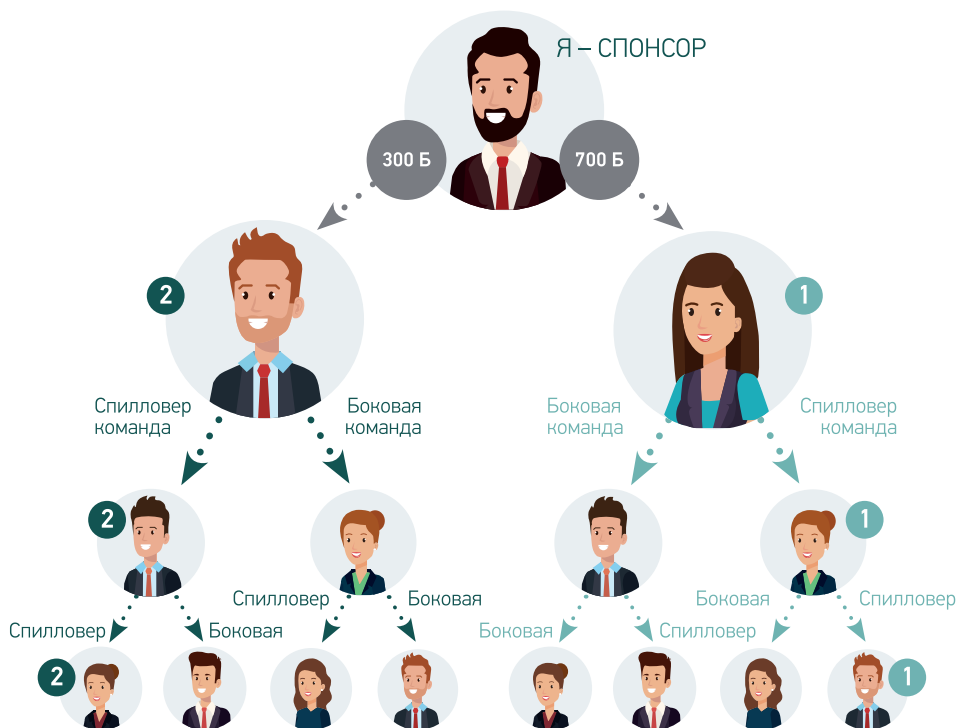 Я – СПОНСОР
300 Б
700 Б
2
1
Спилловер
команда
Боковая
команда
Боковая
команда
Спилловер
команда
2
1
Спилловер
Боковая
Боковая
Спилловер
Спилловер
Боковая
Боковая
Спилловер
2
1